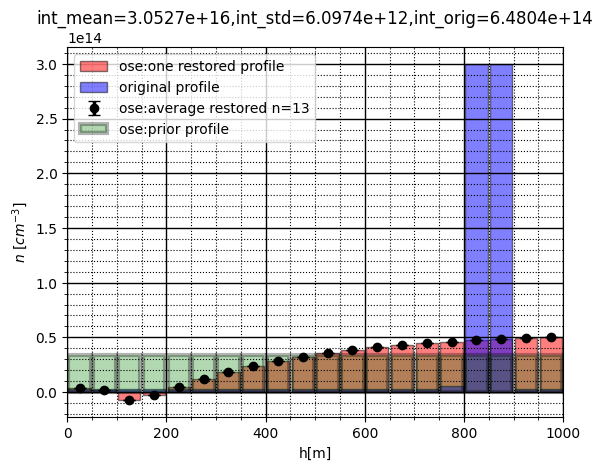 int_mean=3.0527e+16,int_std=6.0974e+12,int_orig=6.4804e+14
1e14
3.0
2.5
2.0
1.5
1.0
0.5
0.0
n [cm⁻³]
ose:one restored profile
original profile
ose:average restored n=13
ose:prior profile
0 200 400 600 800 1000
h[m]